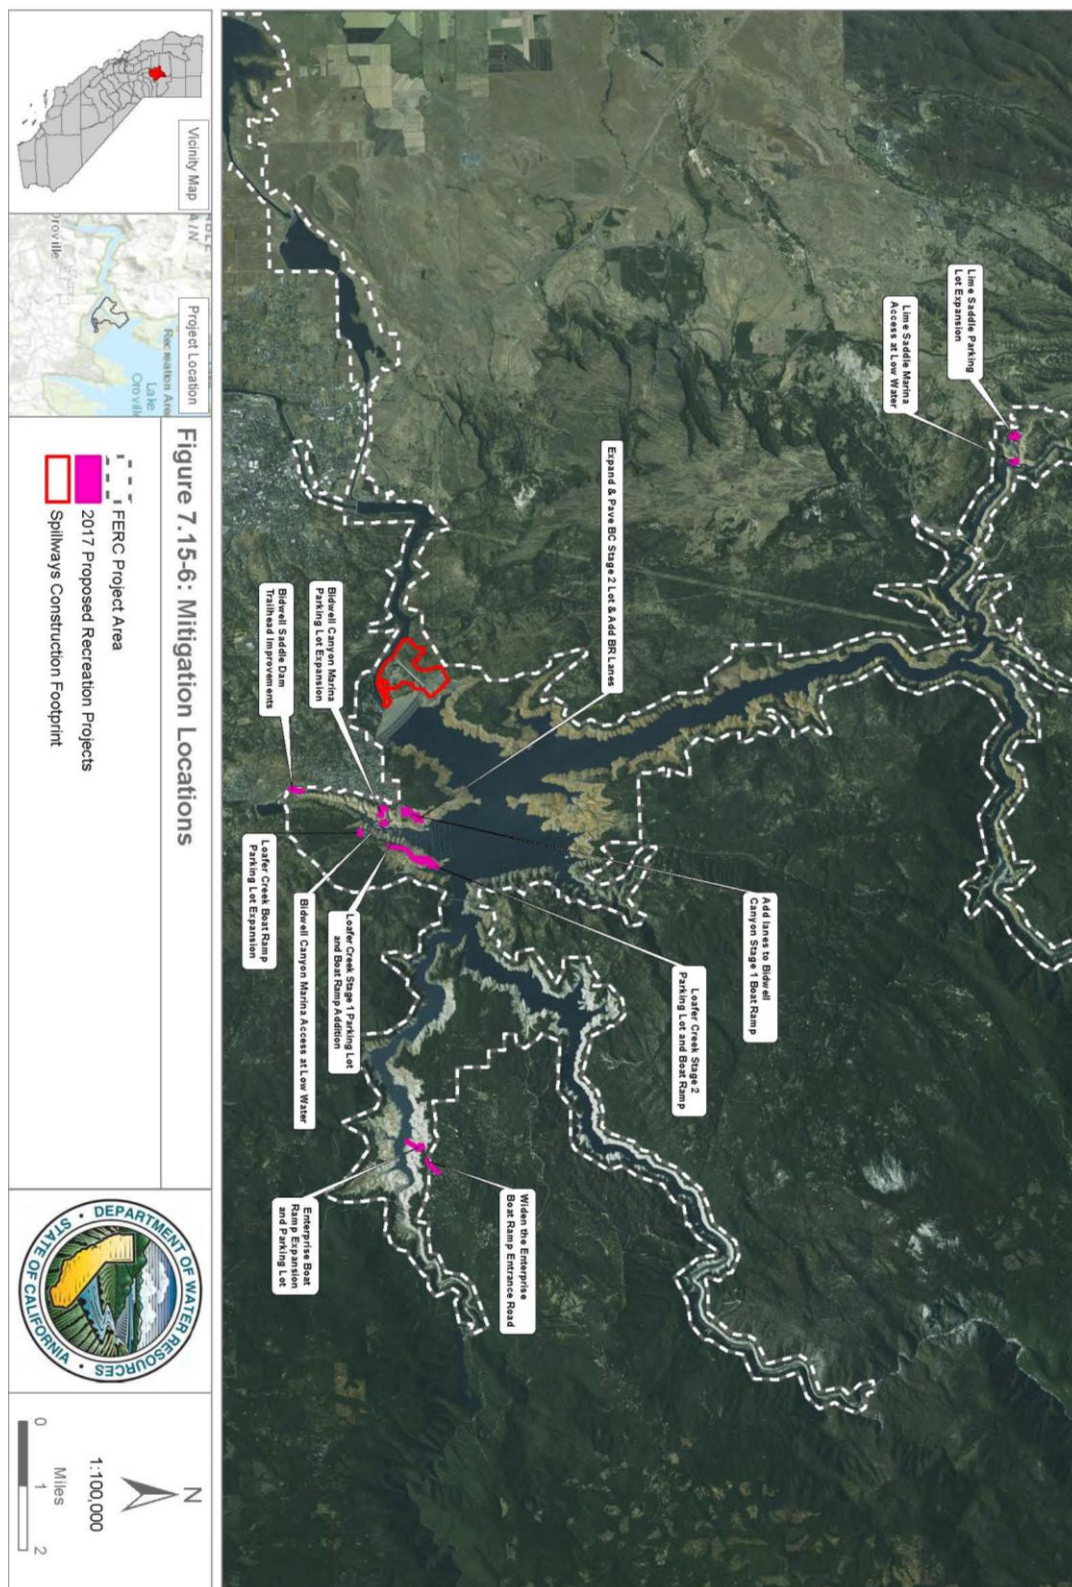 Lime Saddle Parking
Lot Expansion
Lime Saddle Marina
Access at Low Water
Expand & Pave BC Stage 2 Lot & Add BR Lanes
Add lanes to Bidwell
Canyon Stage 1 Boat Ramp
Loafer Creek Stage 2
Parking Lot and Boat Ramp
Widen the Enterprise
Boat Ramp Entrance Road
Bidwell Canyon Marina
Parking Lot Expansion
Bidwell Saddle Dam
Trailhead Improvements
Loafer Creek Stage 1 Parking Lot
and Boat Ramp Addition
Bidwell Canyon Marina Access at Low Water
Loafer Creek Boat Ramp
Parking Lot Expansion
Enterprise Boat
Ramp Expansion
and Parking Lot
Vicinity Map
Project Location
Recreation Area
Lake
Oroville
Oroville
Figure 7.15-6: Mitigation Locations
FERC Project Area
2017 Proposed Recreation Projects
Spillways Construction Footprint
DEPARTMENT OF WATER RESOURCES
STATE OF CALIFORNIA
N
1:100,000
Miles
0 1 2